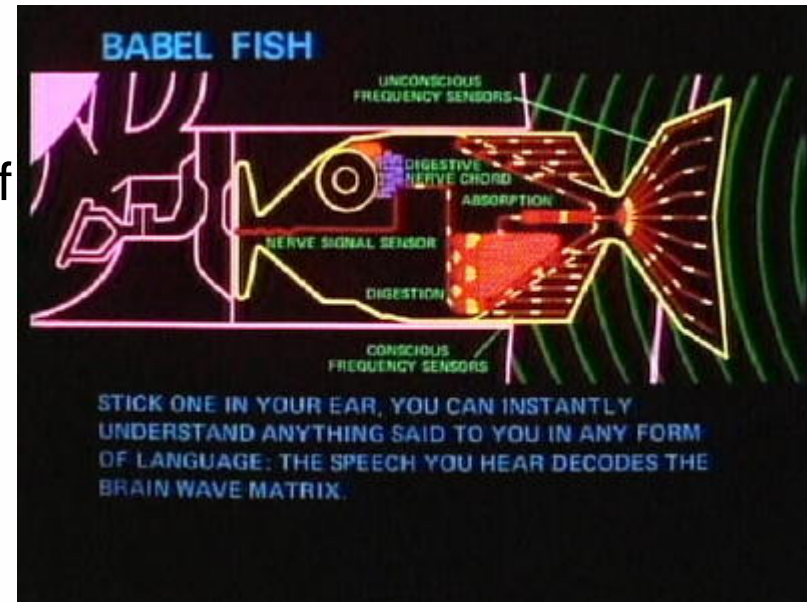 BABEL FISH
UNCONSCIOUS
FREQUENCY SENSORS
f
DIGESTIVE
NERVE CHORD
ABSORPTION
NERVE SIGNAL SENSOR
DIGESTION
CONSCIOUS
FREQUENCY SENSORS
STICK ONE IN YOUR EAR, YOU CAN INSTANTLY
UNDERSTAND ANYTHING SAID TO YOU IN ANY FORM
OF LANGUAGE: THE SPEECH YOU HEAR DECODES THE
BRAIN WAVE MATRIX.